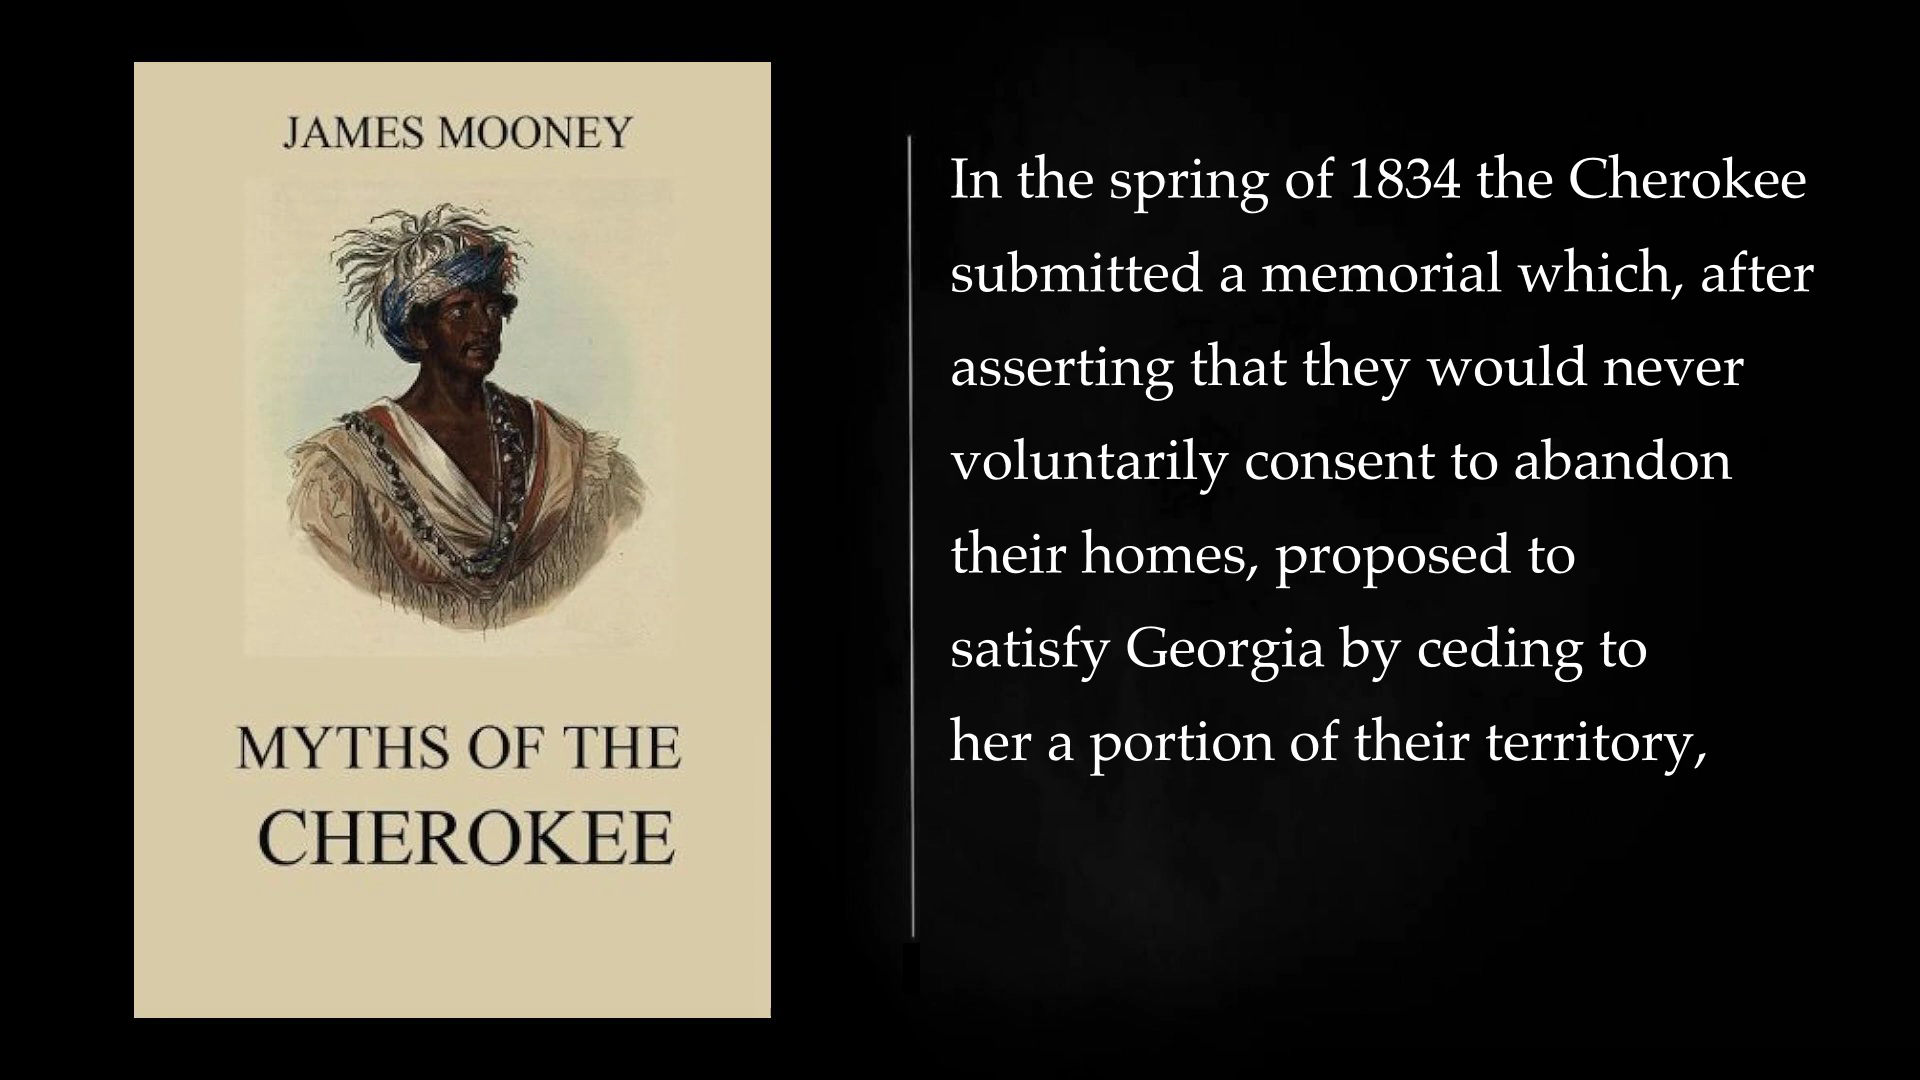 JAMES MOONEY
MYTHS OF THE
CHEROKEE
In the spring of 1834 the Cherokee
submitted a memorial which, after
asserting that they would never
voluntarily consent to abandon
their homes, proposed to
satisfy Georgia by ceding to
her a portion of their territory,